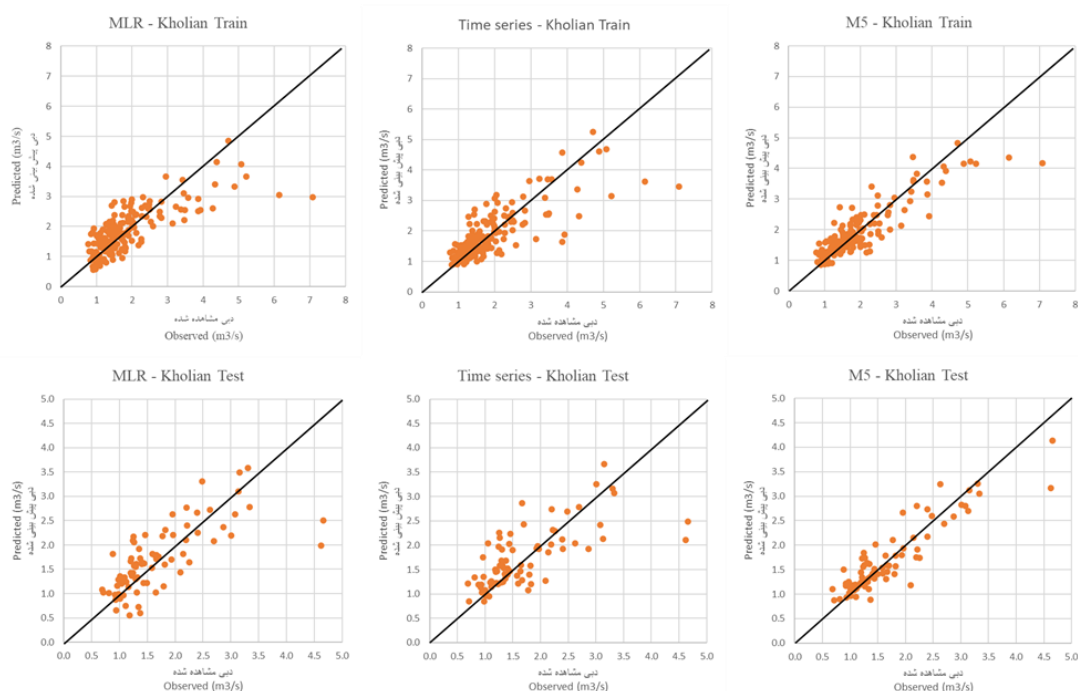 MLR - Kholian Train
8
7
6
5
4
3
2
1
0
Predicted (m3/s)
دبی پیش بینی شده
0 1 2 3 4 5 6 7 8
دبی مشاهده شده
Observed (m3/s)
Time series - Kholian Train
8
7
6
5
4
3
2
1
0
Predicted (m3/s)
دبی پیش بینی شده
0 1 2 3 4 5 6 7 8
دبی مشاهده شده
Observed (m3/s)
M5 - Kholian Train
8
7
6
5
4
3
2
1
0
Predicted (m3/s)
دبی پیش بینی شده
0 1 2 3 4 5 6 7 8
دبی مشاهده شده
Observed (m3/s)
MLR - Kholian Test
5.0
4.5
4.0
3.5
3.0
2.5
2.0
1.5
1.0
0.5
0.0
Predicted (m3/s)
دبی پیش بینی شده
0.0 0.5 1.0 1.5 2.0 2.5 3.0 3.5 4.0 4.5 5.0
دبی مشاهده شده
Observed (m3/s)
Time series - Kholian Test
5.0
4.5
4.0
3.5
3.0
2.5
2.0
1.5
1.0
0.5
0.0
Predicted (m3/s)
دبی پیش بینی شده
0.0 0.5 1.0 1.5 2.0 2.5 3.0 3.5 4.0 4.5 5.0
دبی مشاهده شده
Observed (m3/s)
M5 - Kholian Test
5.0
4.5
4.0
3.5
3.0
2.5
2.0
1.5
1.0
0.5
0.0
Predicted (m3/s)
دبی پیش بینی شده
0.0 0.5 1.0 1.5 2.0 2.5 3.0 3.5 4.0 4.5 5.0
دبی مشاهده شده
Observed (m3/s)